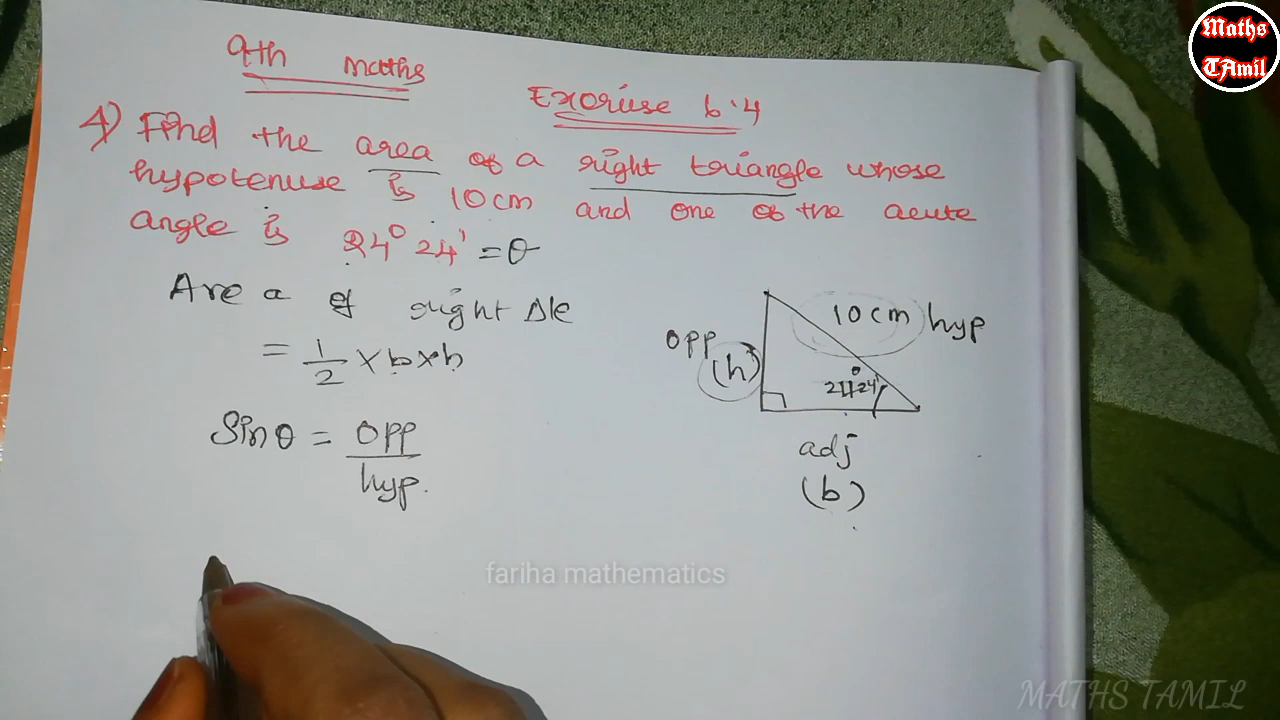 9th maths
Exercise 6.4
4) Find the area of a right triangle whose
hypotenuse is 10cm and one of the acute
angle is 24° 24' = θ
Area of right Δle
= 1/2 × b × h
Sin θ = opp/hyp.
opp
(h)
10cm hyp
24°24'
adj
(b)
fariha mathematics
Maths
TAmil
MATHS TAMIL